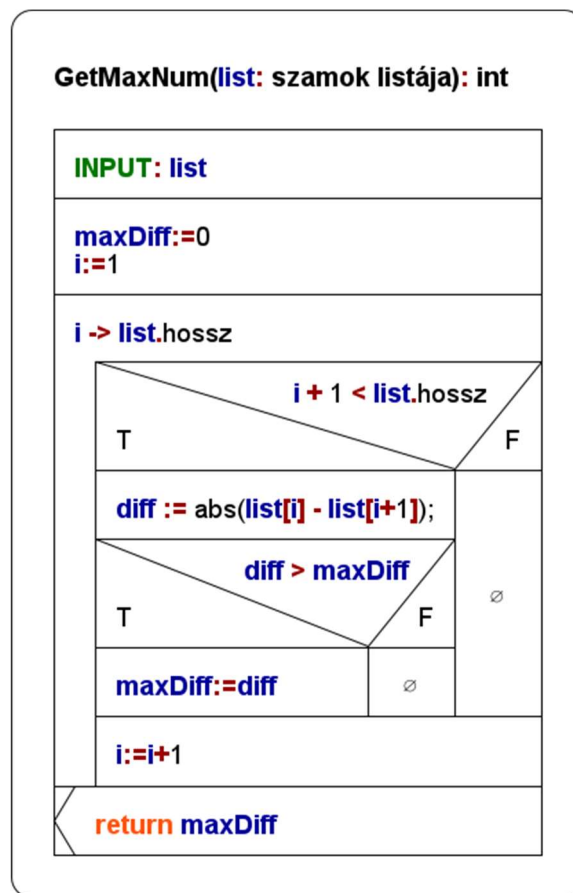 GetMaxNum(list: szamok listája): int
INPUT: list
maxDiff:=0
i:=1
i -> list.hossz
i + 1 < list.hossz
T
F
diff := abs(list[i] - list[i+1]);
diff > maxDiff
T
F
∅
maxDiff:=diff
∅
i:=i+1
return maxDiff